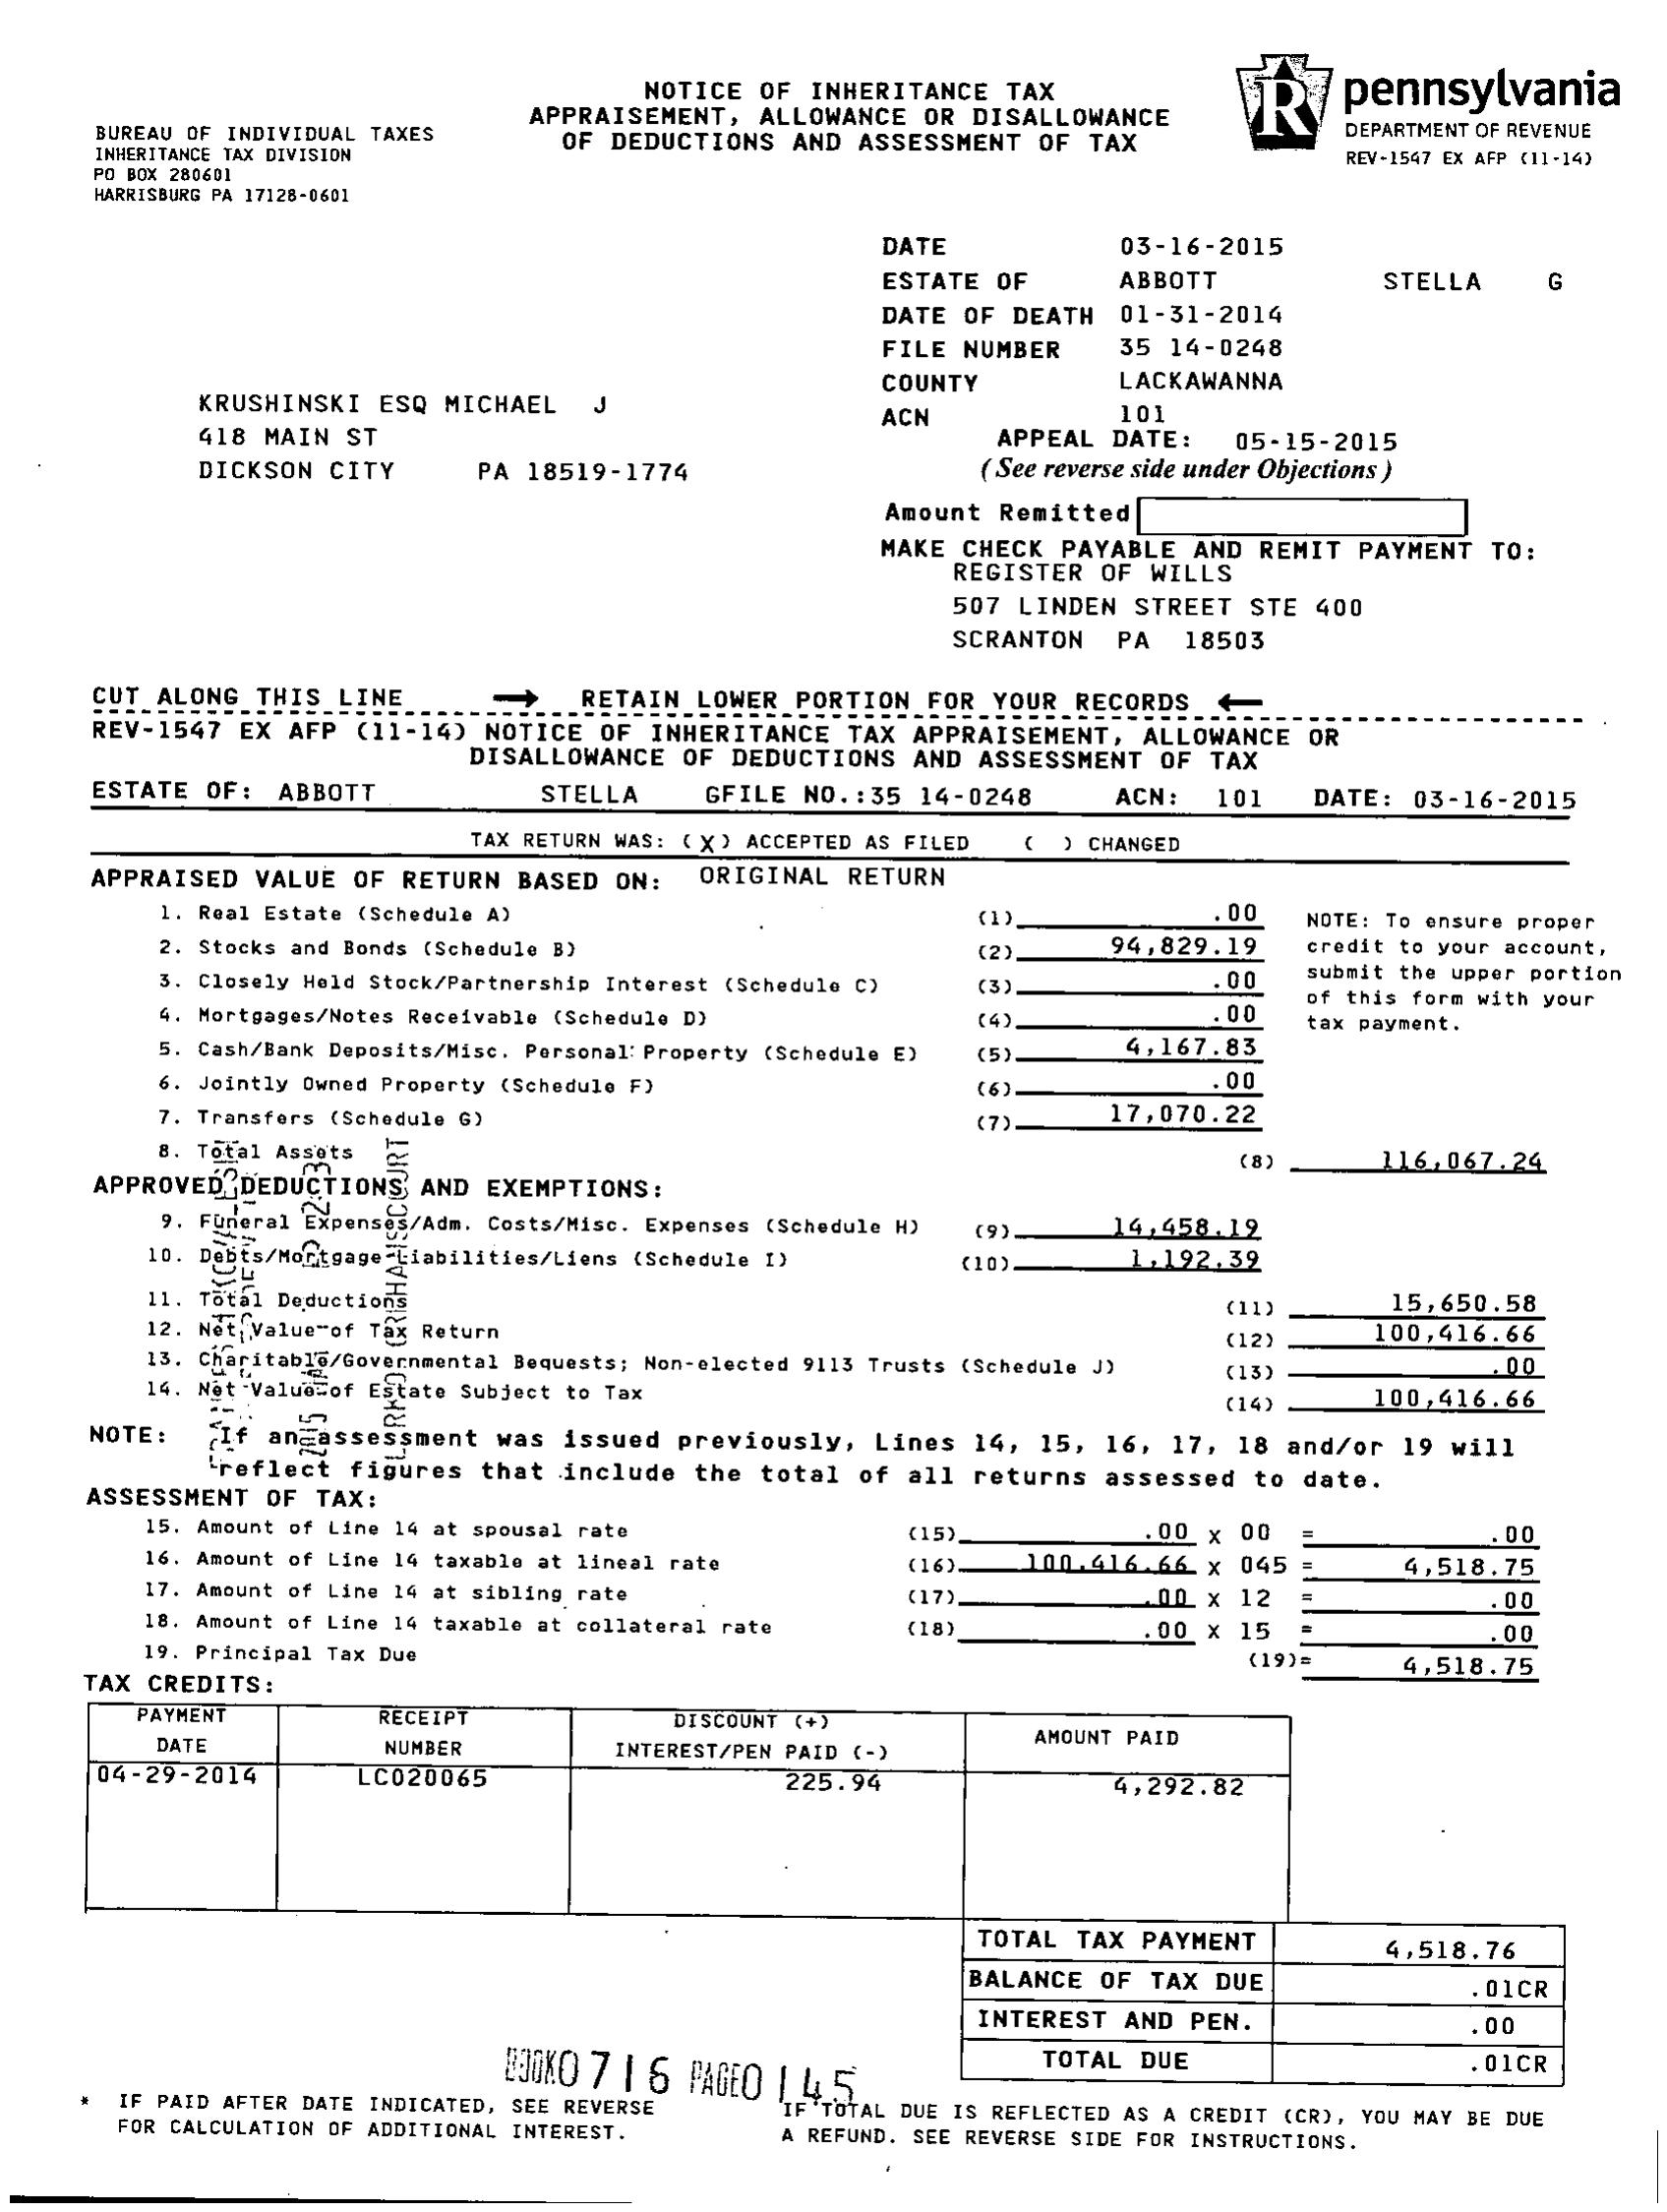 NOTICE OF INHERITANCE TAX
APPRAISEMENT, ALLOWANCE OR DISALLOWANCE
OF DEDUCTIONS AND ASSESSMENT OF TAX
pennsylvania
DEPARTMENT OF REVENUE
REV-1547 EX AFP (11-14)
BUREAU OF INDIVIDUAL TAXES
INHERITANCE TAX DIVISION
PO BOX 280601
HARRISBURG PA 17128-0601
DATE 03-16-2015
ESTATE OF ABBOTT STELLA G
DATE OF DEATH 01-31-2014
FILE NUMBER 35 14-0248
COUNTY LACKAWANNA
ACN 101
APPEAL DATE: 05-15-2015
(See reverse side under Objections)
KRUSHINSKI ESQ MICHAEL J
418 MAIN ST
DICKSON CITY PA 18519-1774
Amount Remitted
MAKE CHECK PAYABLE AND REMIT PAYMENT TO:
REGISTER OF WILLS
507 LINDEN STREET STE 400
SCRANTON PA 18503
CUT ALONG THIS LINE → RETAIN LOWER PORTION FOR YOUR RECORDS ←
REV-1547 EX AFP (11-14) NOTICE OF INHERITANCE TAX APPRAISEMENT, ALLOWANCE OR
DISALLOWANCE OF DEDUCTIONS AND ASSESSMENT OF TAX
ESTATE OF: ABBOTT STELLA GFILE NO.:35 14-0248 ACN: 101 DATE: 03-16-2015
TAX RETURN WAS: (X) ACCEPTED AS FILED ( ) CHANGED
APPRAISED VALUE OF RETURN BASED ON: ORIGINAL RETURN
1. Real Estate (Schedule A) (1) .00
2. Stocks and Bonds (Schedule B) (2) 94,829.19
3. Closely Held Stock/Partnership Interest (Schedule C) (3) .00
4. Mortgages/Notes Receivable (Schedule D) (4) .00
5. Cash/Bank Deposits/Misc. Personal Property (Schedule E) (5) 4,167.83
6. Jointly Owned Property (Schedule F) (6) .00
7. Transfers (Schedule G) (7) 17,070.22
8. Total Assets (8) 116,067.24
NOTE: To ensure proper
credit to your account,
submit the upper portion
of this form with your
tax payment.
APPROVED DEDUCTIONS AND EXEMPTIONS:
9. Funeral Expenses/Adm. Costs/Misc. Expenses (Schedule H) (9) 14,458.19
10. Debts/Mortgage Liabilities/Liens (Schedule I) (10) 1,192.39
11. Total Deductions (11) 15,650.58
12. Net Value of Tax Return (12) 100,416.66
13. Charitable/Governmental Bequests; Non-elected 9113 Trusts (Schedule J) (13) .00
14. Net Value of Estate Subject to Tax (14) 100,416.66
NOTE: If an assessment was issued previously, Lines 14, 15, 16, 17, 18 and/or 19 will
reflect figures that include the total of all returns assessed to date.
ASSESSMENT OF TAX:
15. Amount of Line 14 at spousal rate (15) .00 X 00 = .00
16. Amount of Line 14 taxable at lineal rate (16) 100,416.66 X 045 = 4,518.75
17. Amount of Line 14 at sibling rate (17) .00 X 12 = .00
18. Amount of Line 14 taxable at collateral rate (18) .00 X 15 = .00
19. Principal Tax Due (19)= 4,518.75
TAX CREDITS:
PAYMENT DATE RECEIPT NUMBER DISCOUNT (+) INTEREST/PEN PAID (-) AMOUNT PAID
04-29-2014 LC020065 225.94 4,292.82
TOTAL TAX PAYMENT 4,518.76
BALANCE OF TAX DUE .01CR
INTEREST AND PEN. .00
TOTAL DUE .01CR
BOOK0716 PAGE0145
* IF PAID AFTER DATE INDICATED, SEE REVERSE
FOR CALCULATION OF ADDITIONAL INTEREST.
IF TOTAL DUE IS REFLECTED AS A CREDIT (CR), YOU MAY BE DUE
A REFUND. SEE REVERSE SIDE FOR INSTRUCTIONS.